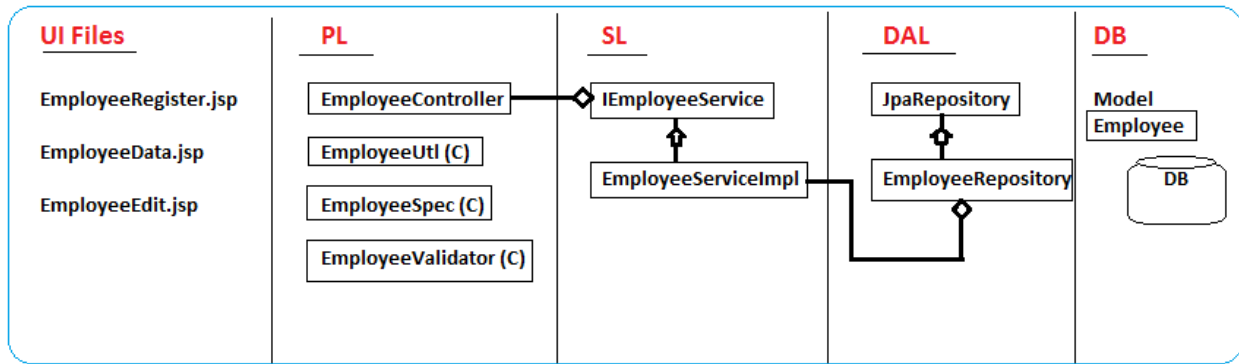 UI Files
EmployeeRegister.jsp
EmployeeData.jsp
EmployeeEdit.jsp
PL
EmployeeController
EmployeeUtl (C)
EmployeeSpec (C)
EmployeeValidator (C)
SL
IEmployeeService
EmployeeServiceImpl
DAL
JpaRepository
EmployeeRepository
DB
Model
Employee
DB